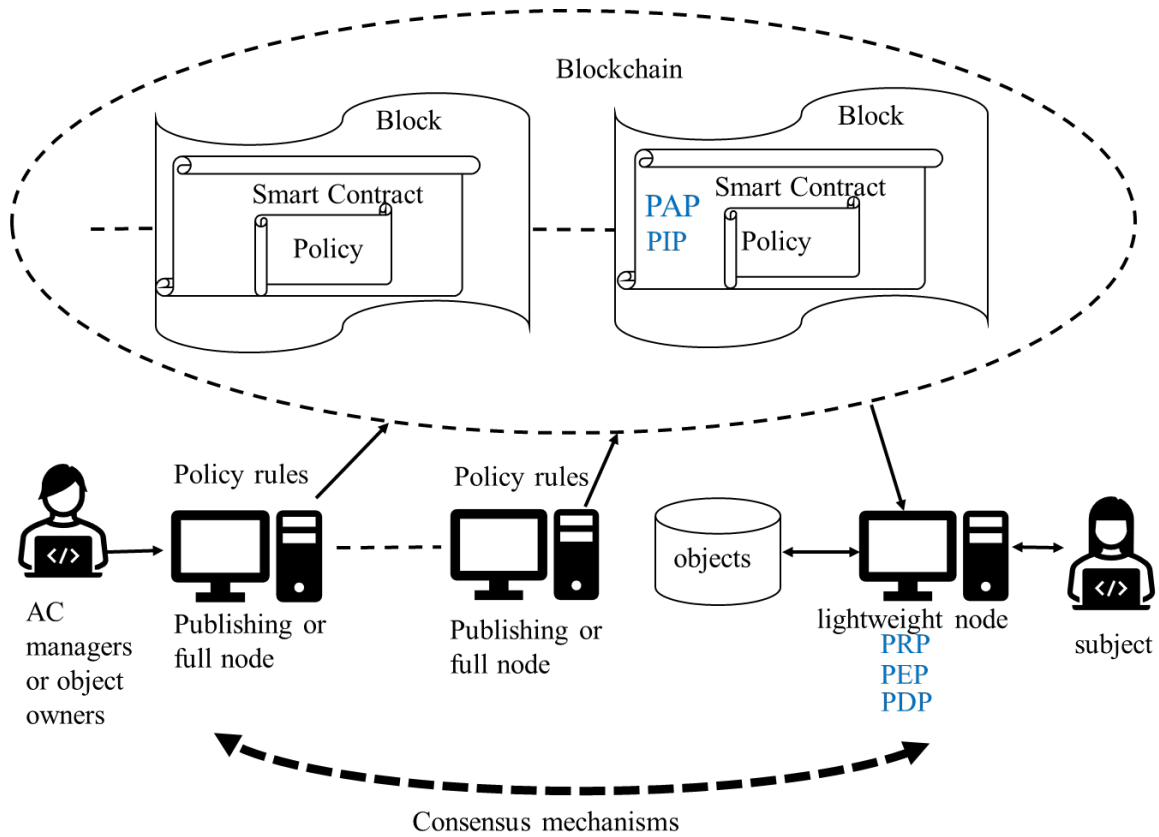 Blockchain
Block
Smart Contract
Policy
Block
Smart Contract
PAP
PIP
Policy
Policy rules
Policy rules
</>
AC
managers
or object
owners
Publishing or
full node
Publishing or
full node
objects
lightweight node
PRP
PEP
PDP
</>
subject
Consensus mechanisms